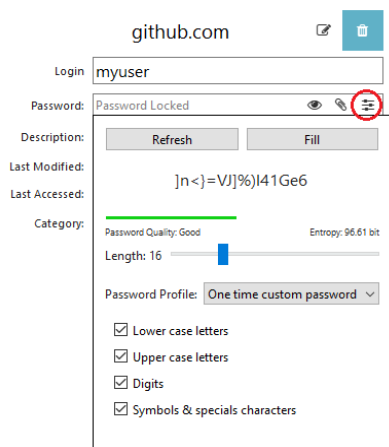 github.com
Login myuser
Password: Password Locked
Description: Refresh Fill
Last Modified:
]n<}=VJ]%)I41Ge6
Last Accessed:
Category:
Password Quality: Good Entropy: 96.61 bit
Length: 16
Password Profile: One time custom password
Lower case letters
Upper case letters
Digits
Symbols & specials characters